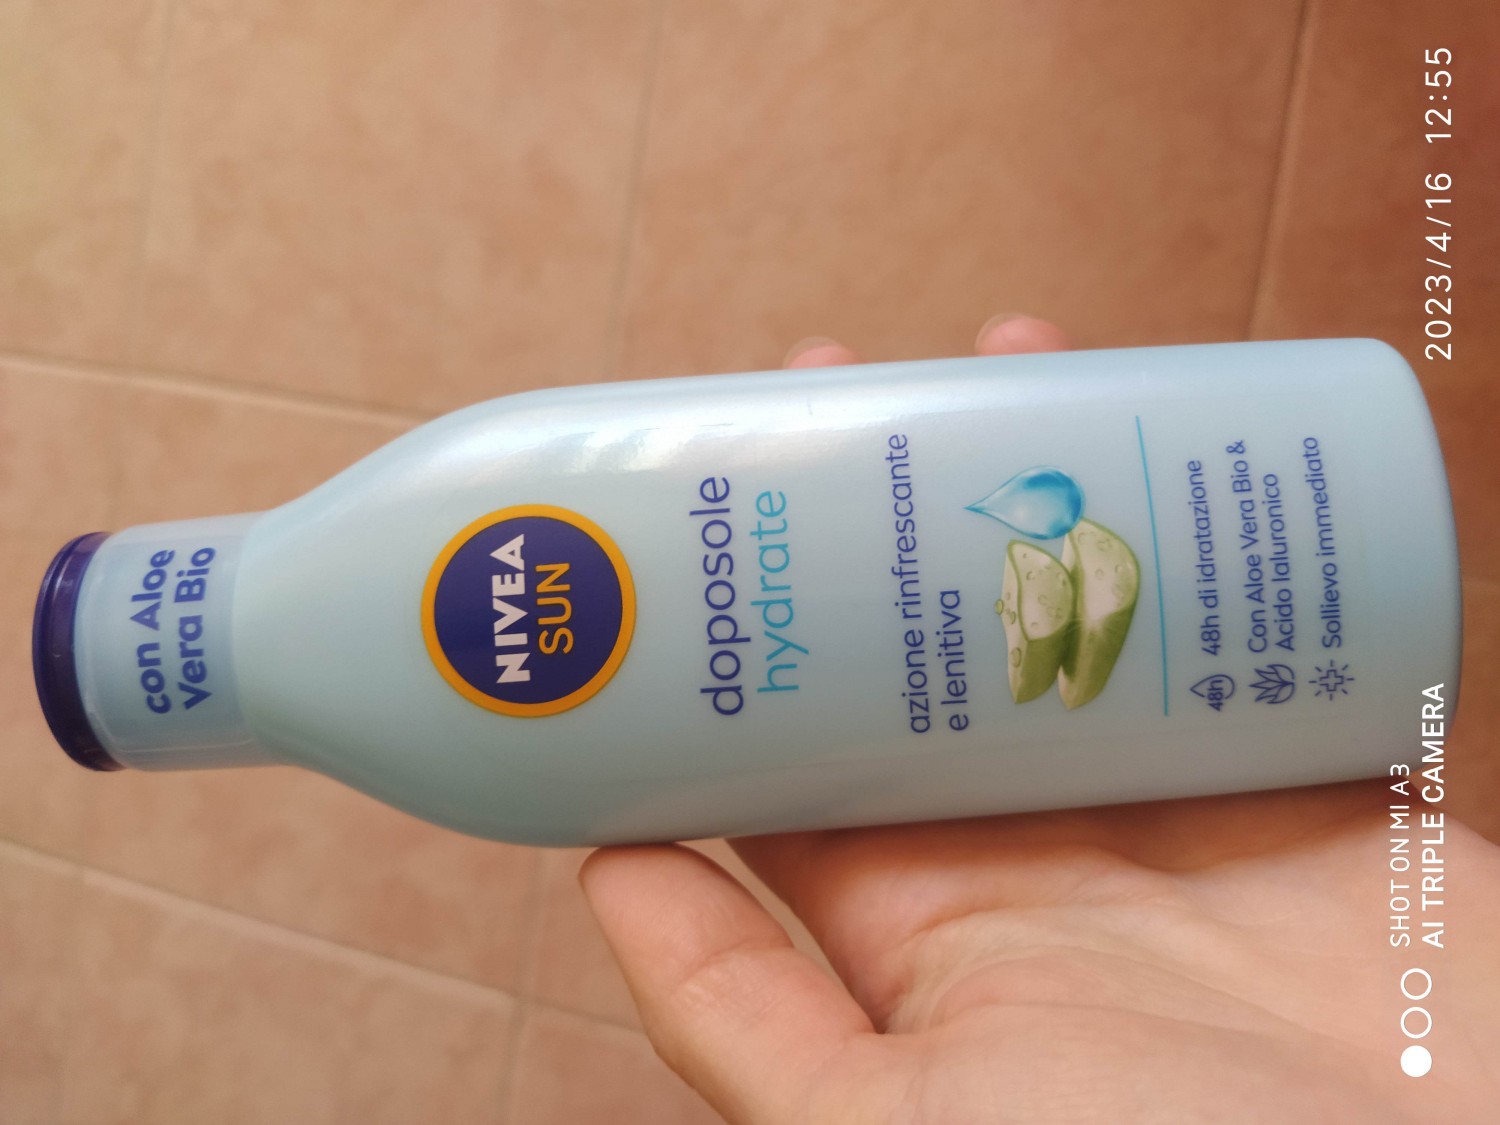 con Aloe
Vera Bio
NIVEA
SUN
doposole
hydrate
azione rinfrescante
e lenitiva
48h
48h di idratazione
Con Aloe Vera Bio &
Acido Ialuronico
Sollievo immediato
SHOT ON MI A3
AI TRIPLE CAMERA
2023/4/16 12:55